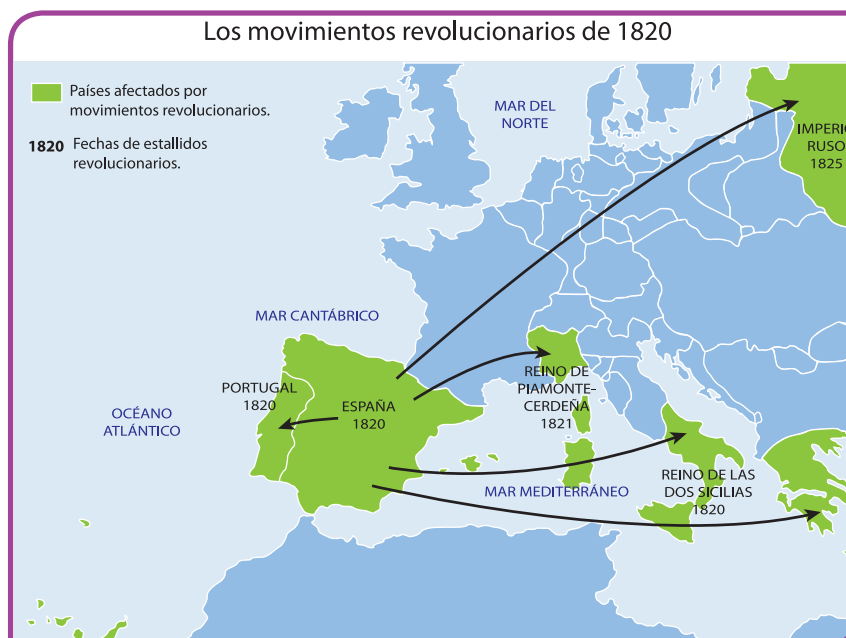 Los movimientos revolucionarios de 1820
Países afectados por
movimientos revolucionarios.
1820 Fechas de estallidos
revolucionarios.
MAR DEL
NORTE
IMPERIO
RUSO
1825
MAR CANTÁBRICO
PORTUGAL
1820
ESPAÑA
1820
REINO DE
PIAMONTE-
CERDEÑA
1821
OCÉANO
ATLÁNTICO
MAR MEDITERRÁNEO
REINO DE LAS
DOS SICILIAS
1820